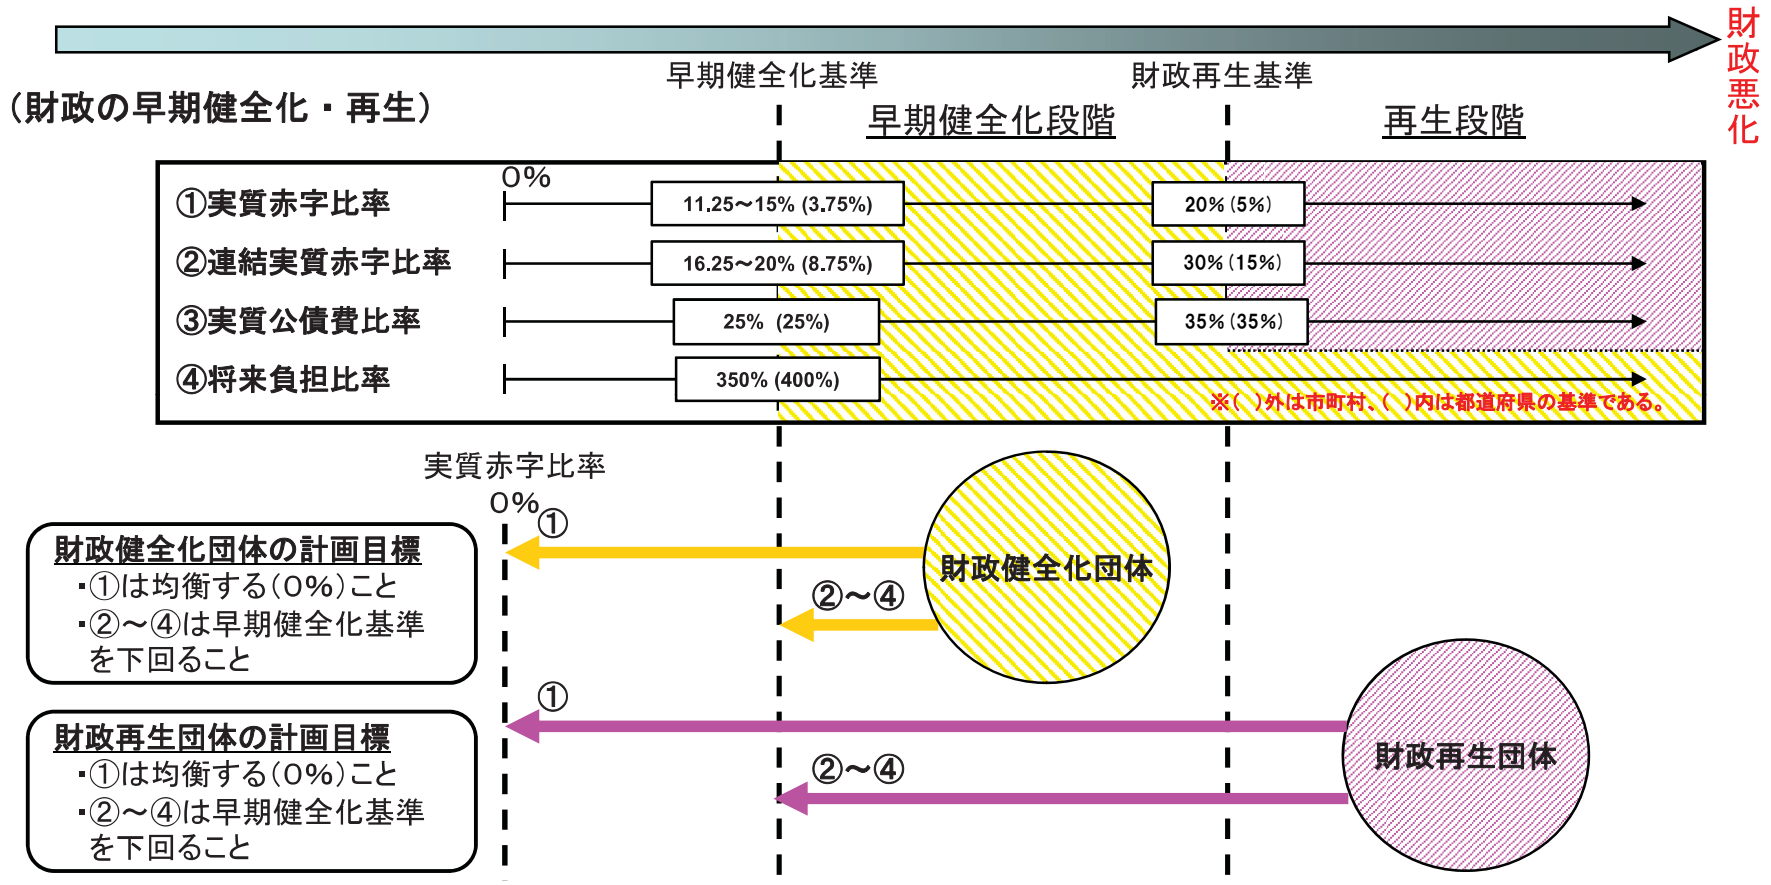 財政悪化
早期健全化基準
財政再生基準
（財政の早期健全化・再生）
早期健全化段階
再生段階
0%
①実質赤字比率
11.25～15% (3.75%)
20% (5%)
②連結実質赤字比率
16.25～20% (8.75%)
30% (15%)
③実質公債費比率
25% (25%)
35% (35%)
④将来負担比率
350% (400%)
※(　)外は市町村、(　)内は都道府県の基準である。
実質赤字比率
0%
①
財政健全化団体の計画目標
・①は均衡する(0%)こと
・②～④は早期健全化基準
を下回ること
財政健全化団体
②～④
①
財政再生団体の計画目標
・①は均衡する(0%)こと
・②～④は早期健全化基準
を下回ること
②～④
財政再生団体